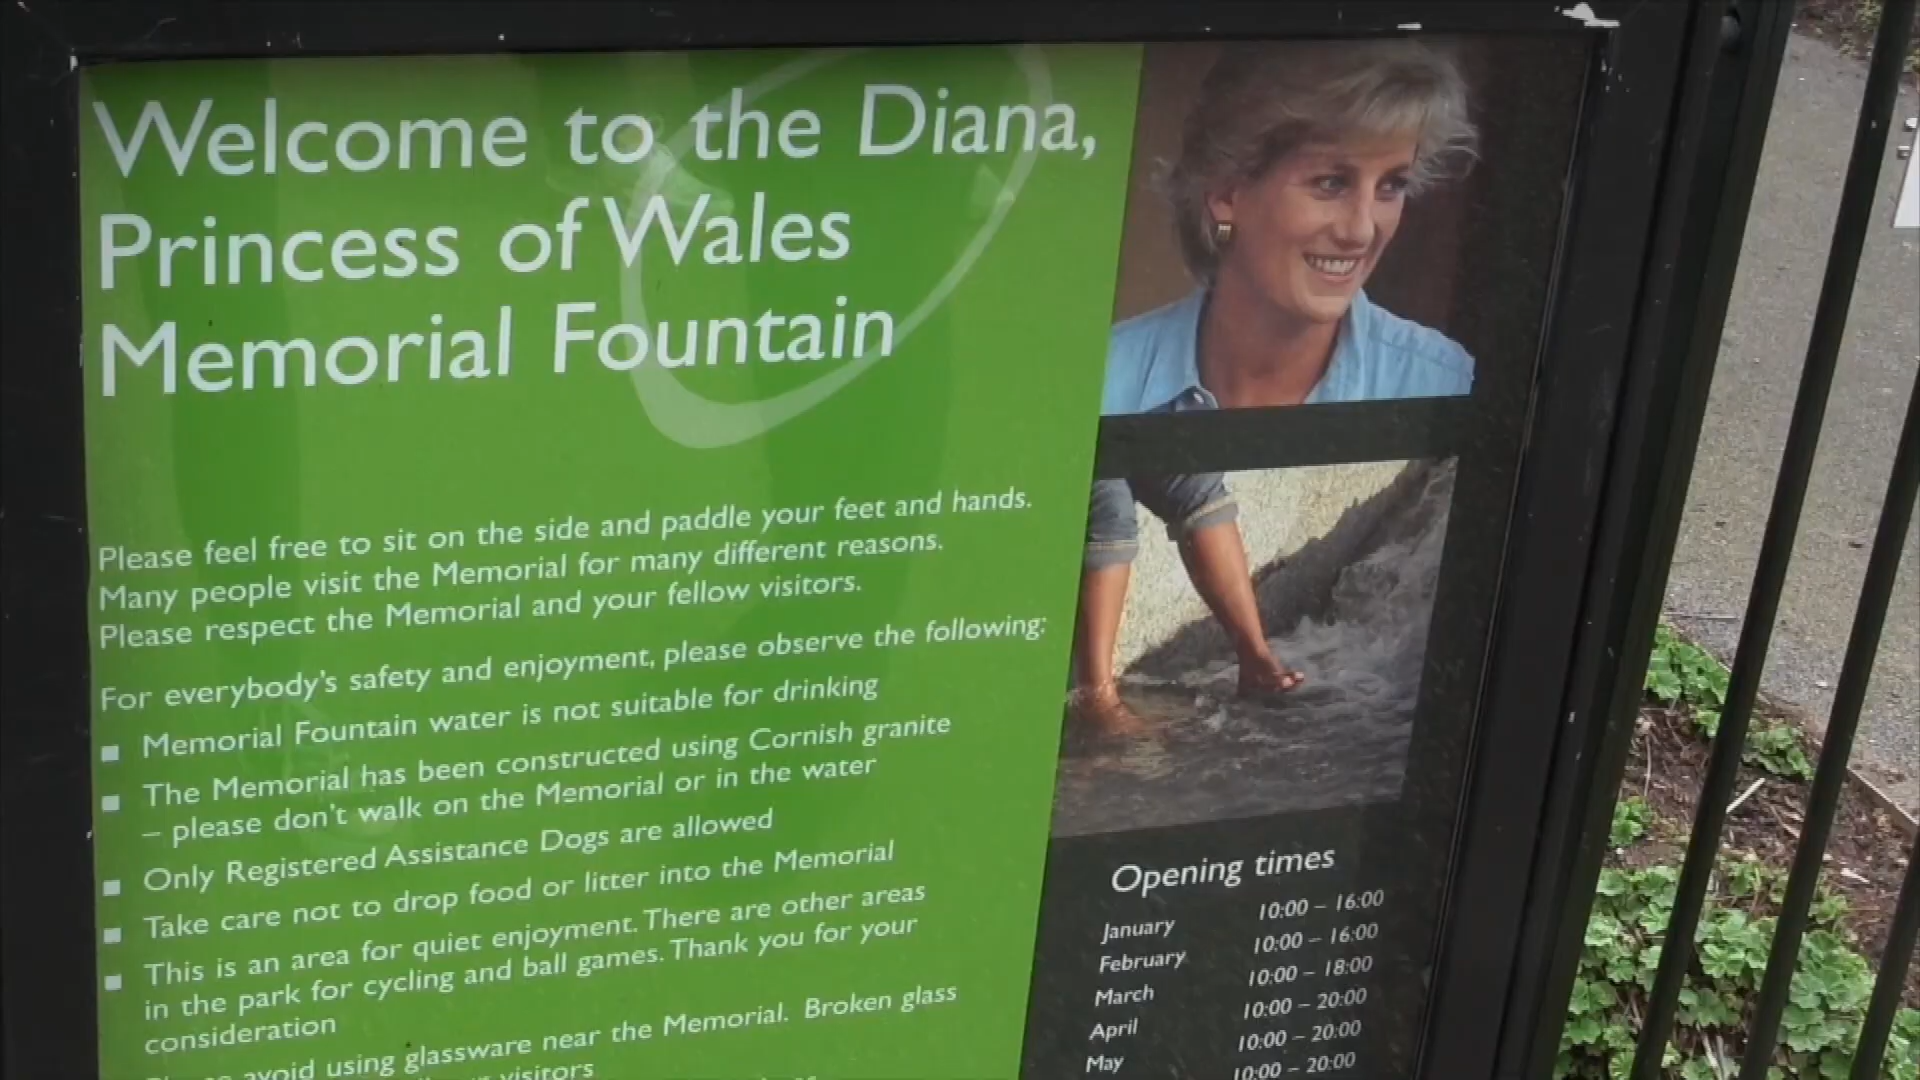 Welcome to the Diana,
Princess of Wales
Memorial Fountain
Please feel free to sit on the side and paddle your feet and hands.
Many people visit the Memorial for many different reasons.
Please respect the Memorial and your fellow visitors.
For everybody's safety and enjoyment, please observe the following:
■ Memorial Fountain water is not suitable for drinking
■ The Memorial has been constructed using Cornish granite
– please don't walk on the Memorial or in the water
■ Only Registered Assistance Dogs are allowed
■ Take care not to drop food or litter into the Memorial
■ This is an area for quiet enjoyment. There are other areas
in the park for cycling and ball games. Thank you for your
consideration
avoid using glassware near the Memorial. Broken glass
visitors
Opening times
January 10:00 – 16:00
February 10:00 – 16:00
March 10:00 – 18:00
April 10:00 – 20:00
May 10:00 – 20:00
10:00 – 20:00